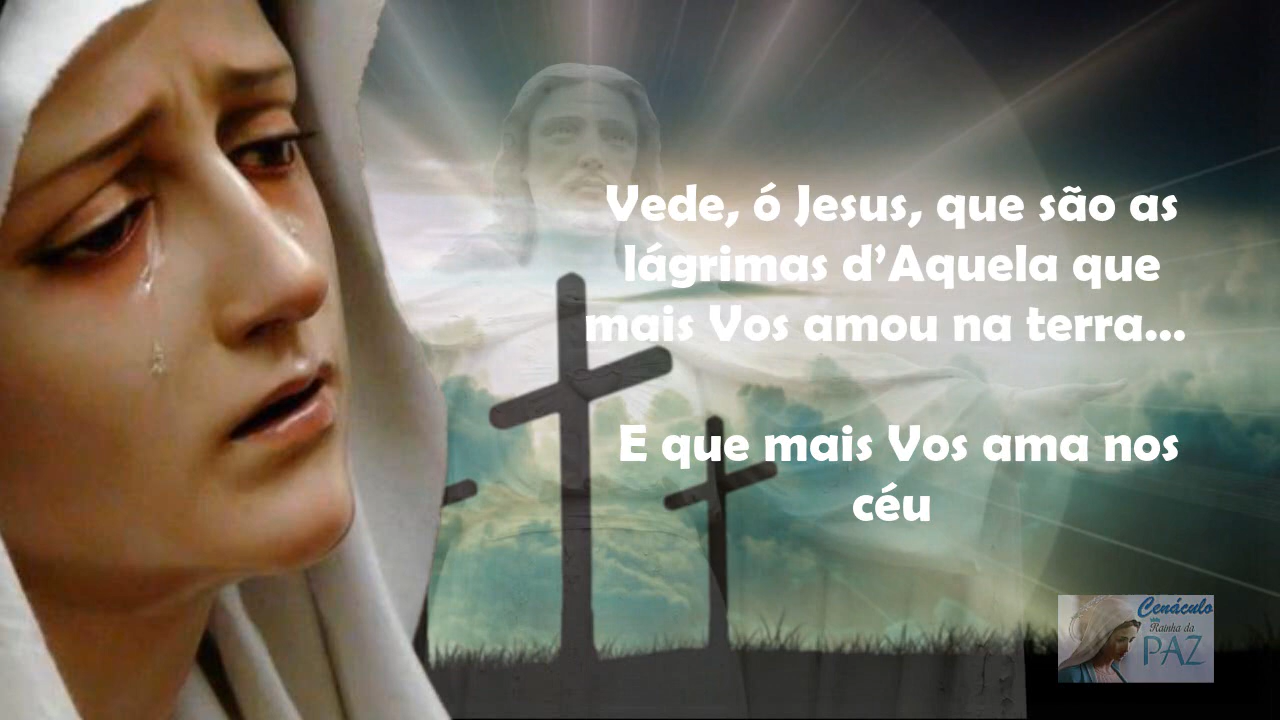 Vede, ó Jesus, que são as
lágrimas d’Aquela que
mais Vos amou na terra...
E que mais Vos ama nos
céu
Cenáculo
Rainha da
PAZ